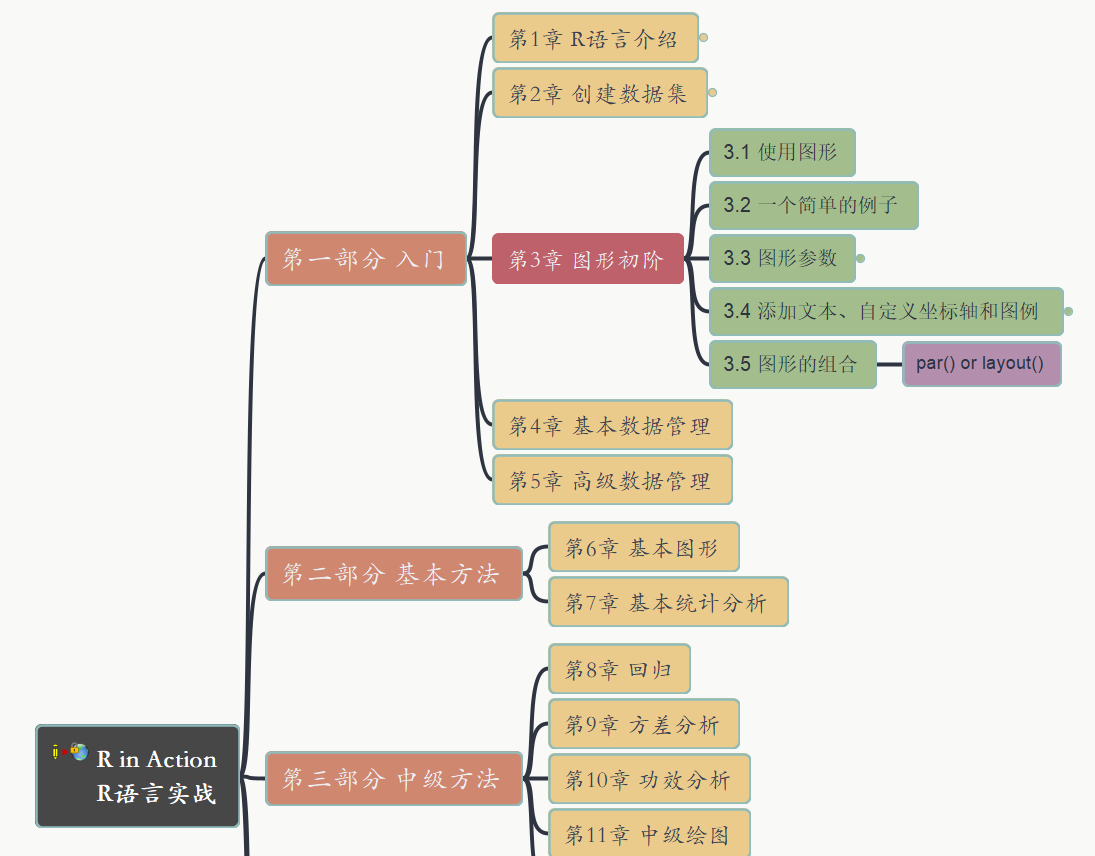 第1章 R语言介绍
第2章 创建数据集
3.1 使用图形
3.2 一个简单的例子
第一部分 入门
第3章 图形初阶
3.3 图形参数
3.4 添加文本、自定义坐标轴和图例
3.5 图形的组合
par() or layout()
第4章 基本数据管理
第5章 高级数据管理
第二部分 基本方法
第6章 基本图形
第7章 基本统计分析
第8章 回归
第9章 方差分析
R in Action
R语言实战
第三部分 中级方法
第10章 功效分析
第11章 中级绘图